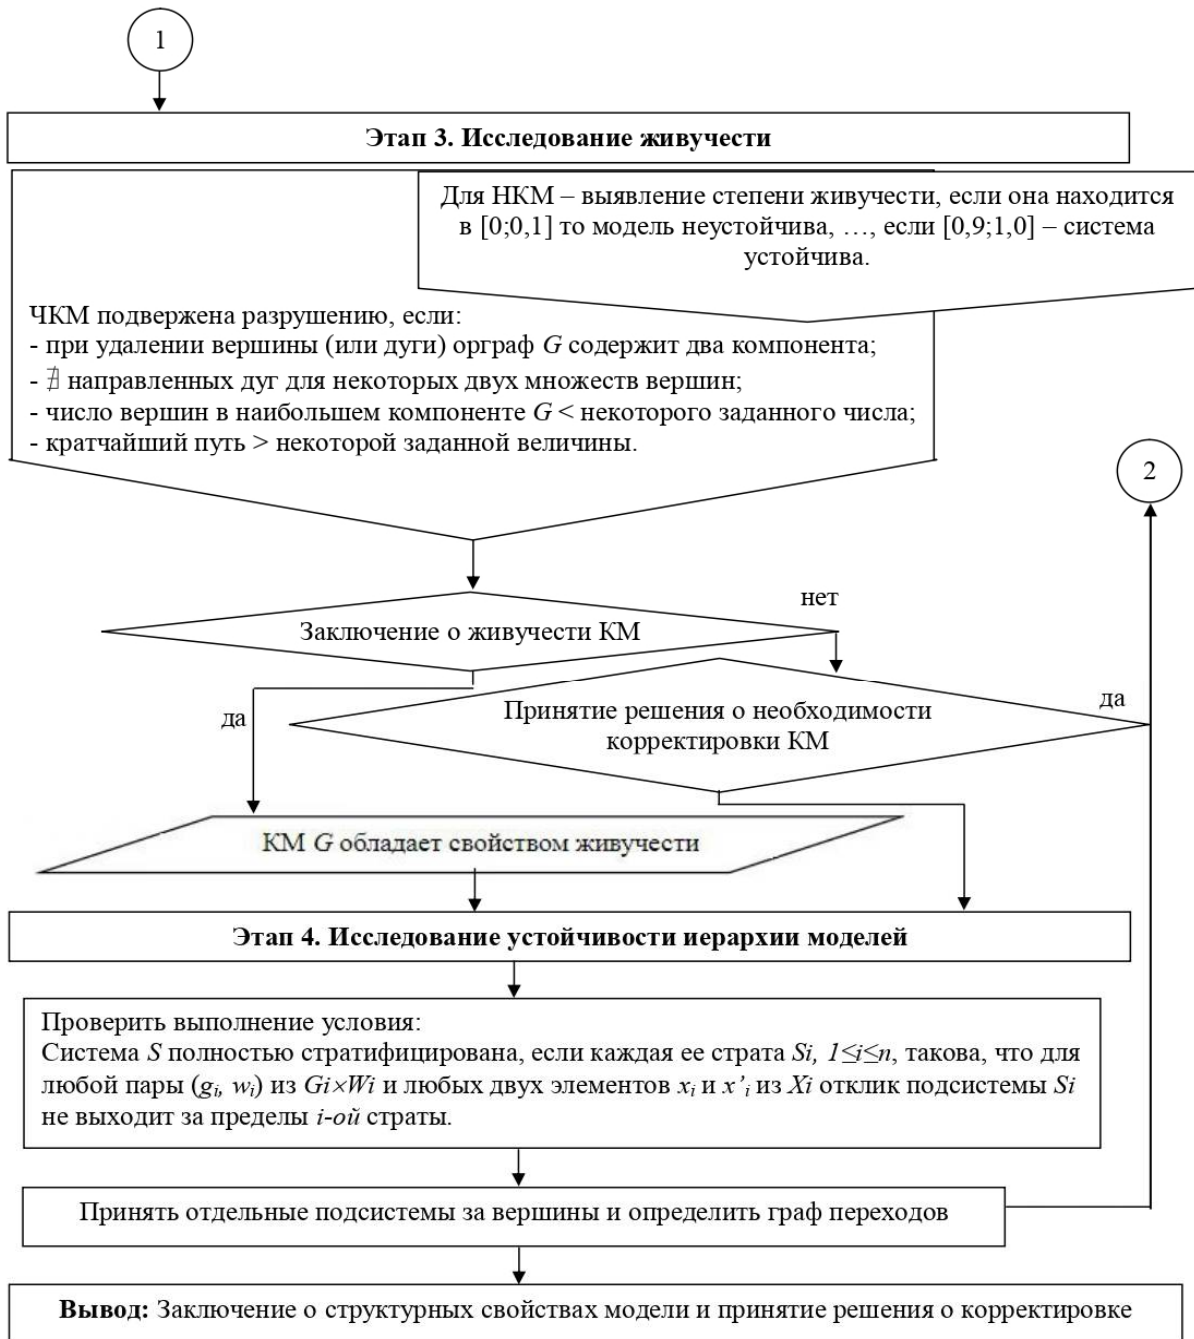 1
Этап 3. Исследование живучести
Для НКМ – выявление степени живучести, если она находится
в [0;0,1] то модель неустойчива, …, если [0,9;1,0] – система
устойчива.
ЧКМ подвержена разрушению, если:
- при удалении вершины (или дуги) орграф G содержит два компонента;
- ∄ направленных дуг для некоторых двух множеств вершин;
- число вершин в наибольшем компоненте G < некоторого заданного числа;
- кратчайший путь > некоторой заданной величины.
2
нет
Заключение о живучести КМ
да
Принятие решения о необходимости
корректировки КМ
да
КМ G обладает свойством живучести
Этап 4. Исследование устойчивости иерархии моделей
Проверить выполнение условия:
Система S полностью стратифицирована, если каждая ее страта Si, 1≤i≤n, такова, что для
любой пары (gᵢ, wᵢ) из Gi×Wi и любых двух элементов xᵢ и x’ᵢ из Xi отклик подсистемы Si
не выходит за пределы i-ой страты.
Принять отдельные подсистемы за вершины и определить граф переходов
Вывод: Заключение о структурных свойствах модели и принятие решения о корректировке